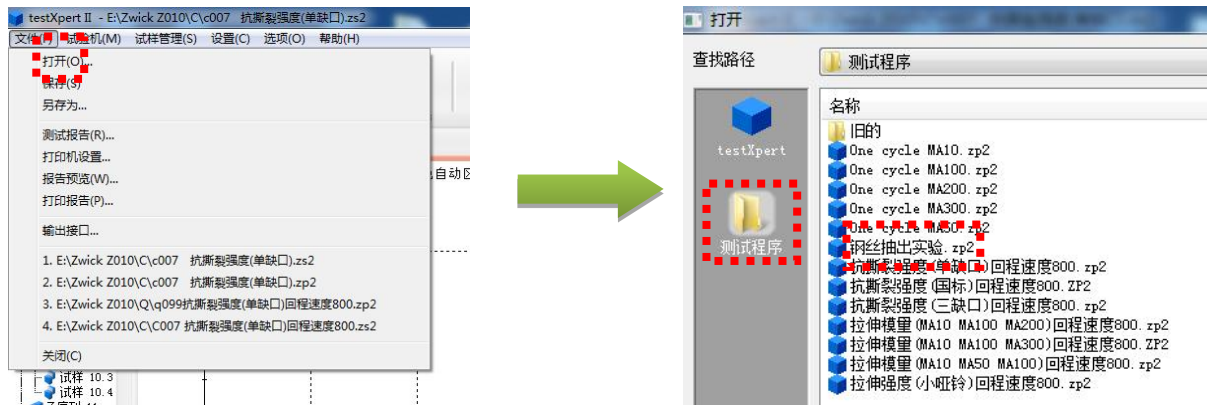 testXpert II - E:\Zwick Z010\C\c007 抗撕裂强度(单缺口).zs2
文件(F) 试验机(M) 试样管理(S) 设置(C) 选项(O) 帮助(H)
打开(O)...
保存(S)
另存为...
测试报告(R)...
打印机设置...
报告预览(W)...
打印报告(P)...
输出接口...
1. E:\Zwick Z010\C\c007 抗撕裂强度(单缺口).zs2
2. E:\Zwick Z010\C\c007 抗撕裂强度(单缺口).zp2
3. E:\Zwick Z010\Q\q099抗撕裂强度(单缺口)回程速度800.zp2
4. E:\Zwick Z010\C\C007 抗撕裂强度(单缺口)回程速度800.zs2
关闭(C)
试样 10.3
试样 10.4
自动区
打开
查找路径
测试程序
testXpert
测试程序
名称
旧的
One cycle MA10.zp2
One cycle MA100.zp2
One cycle MA200.zp2
One cycle MA300.zp2
One cycle MA50.zp2
钢丝抽出实验.zp2
抗撕裂强度(单缺口)回程速度800.zp2
抗撕裂强度(国标)回程速度800.ZP2
抗撕裂强度(三缺口)回程速度800.zp2
拉伸模量(MA10 MA100 MA200)回程速度800.zp2
拉伸模量(MA10 MA100 MA300)回程速度800.ZP2
拉伸模量(MA10 MA50 MA100)回程速度800.zp2
拉伸强度(小哑铃)回程速度800.zp2